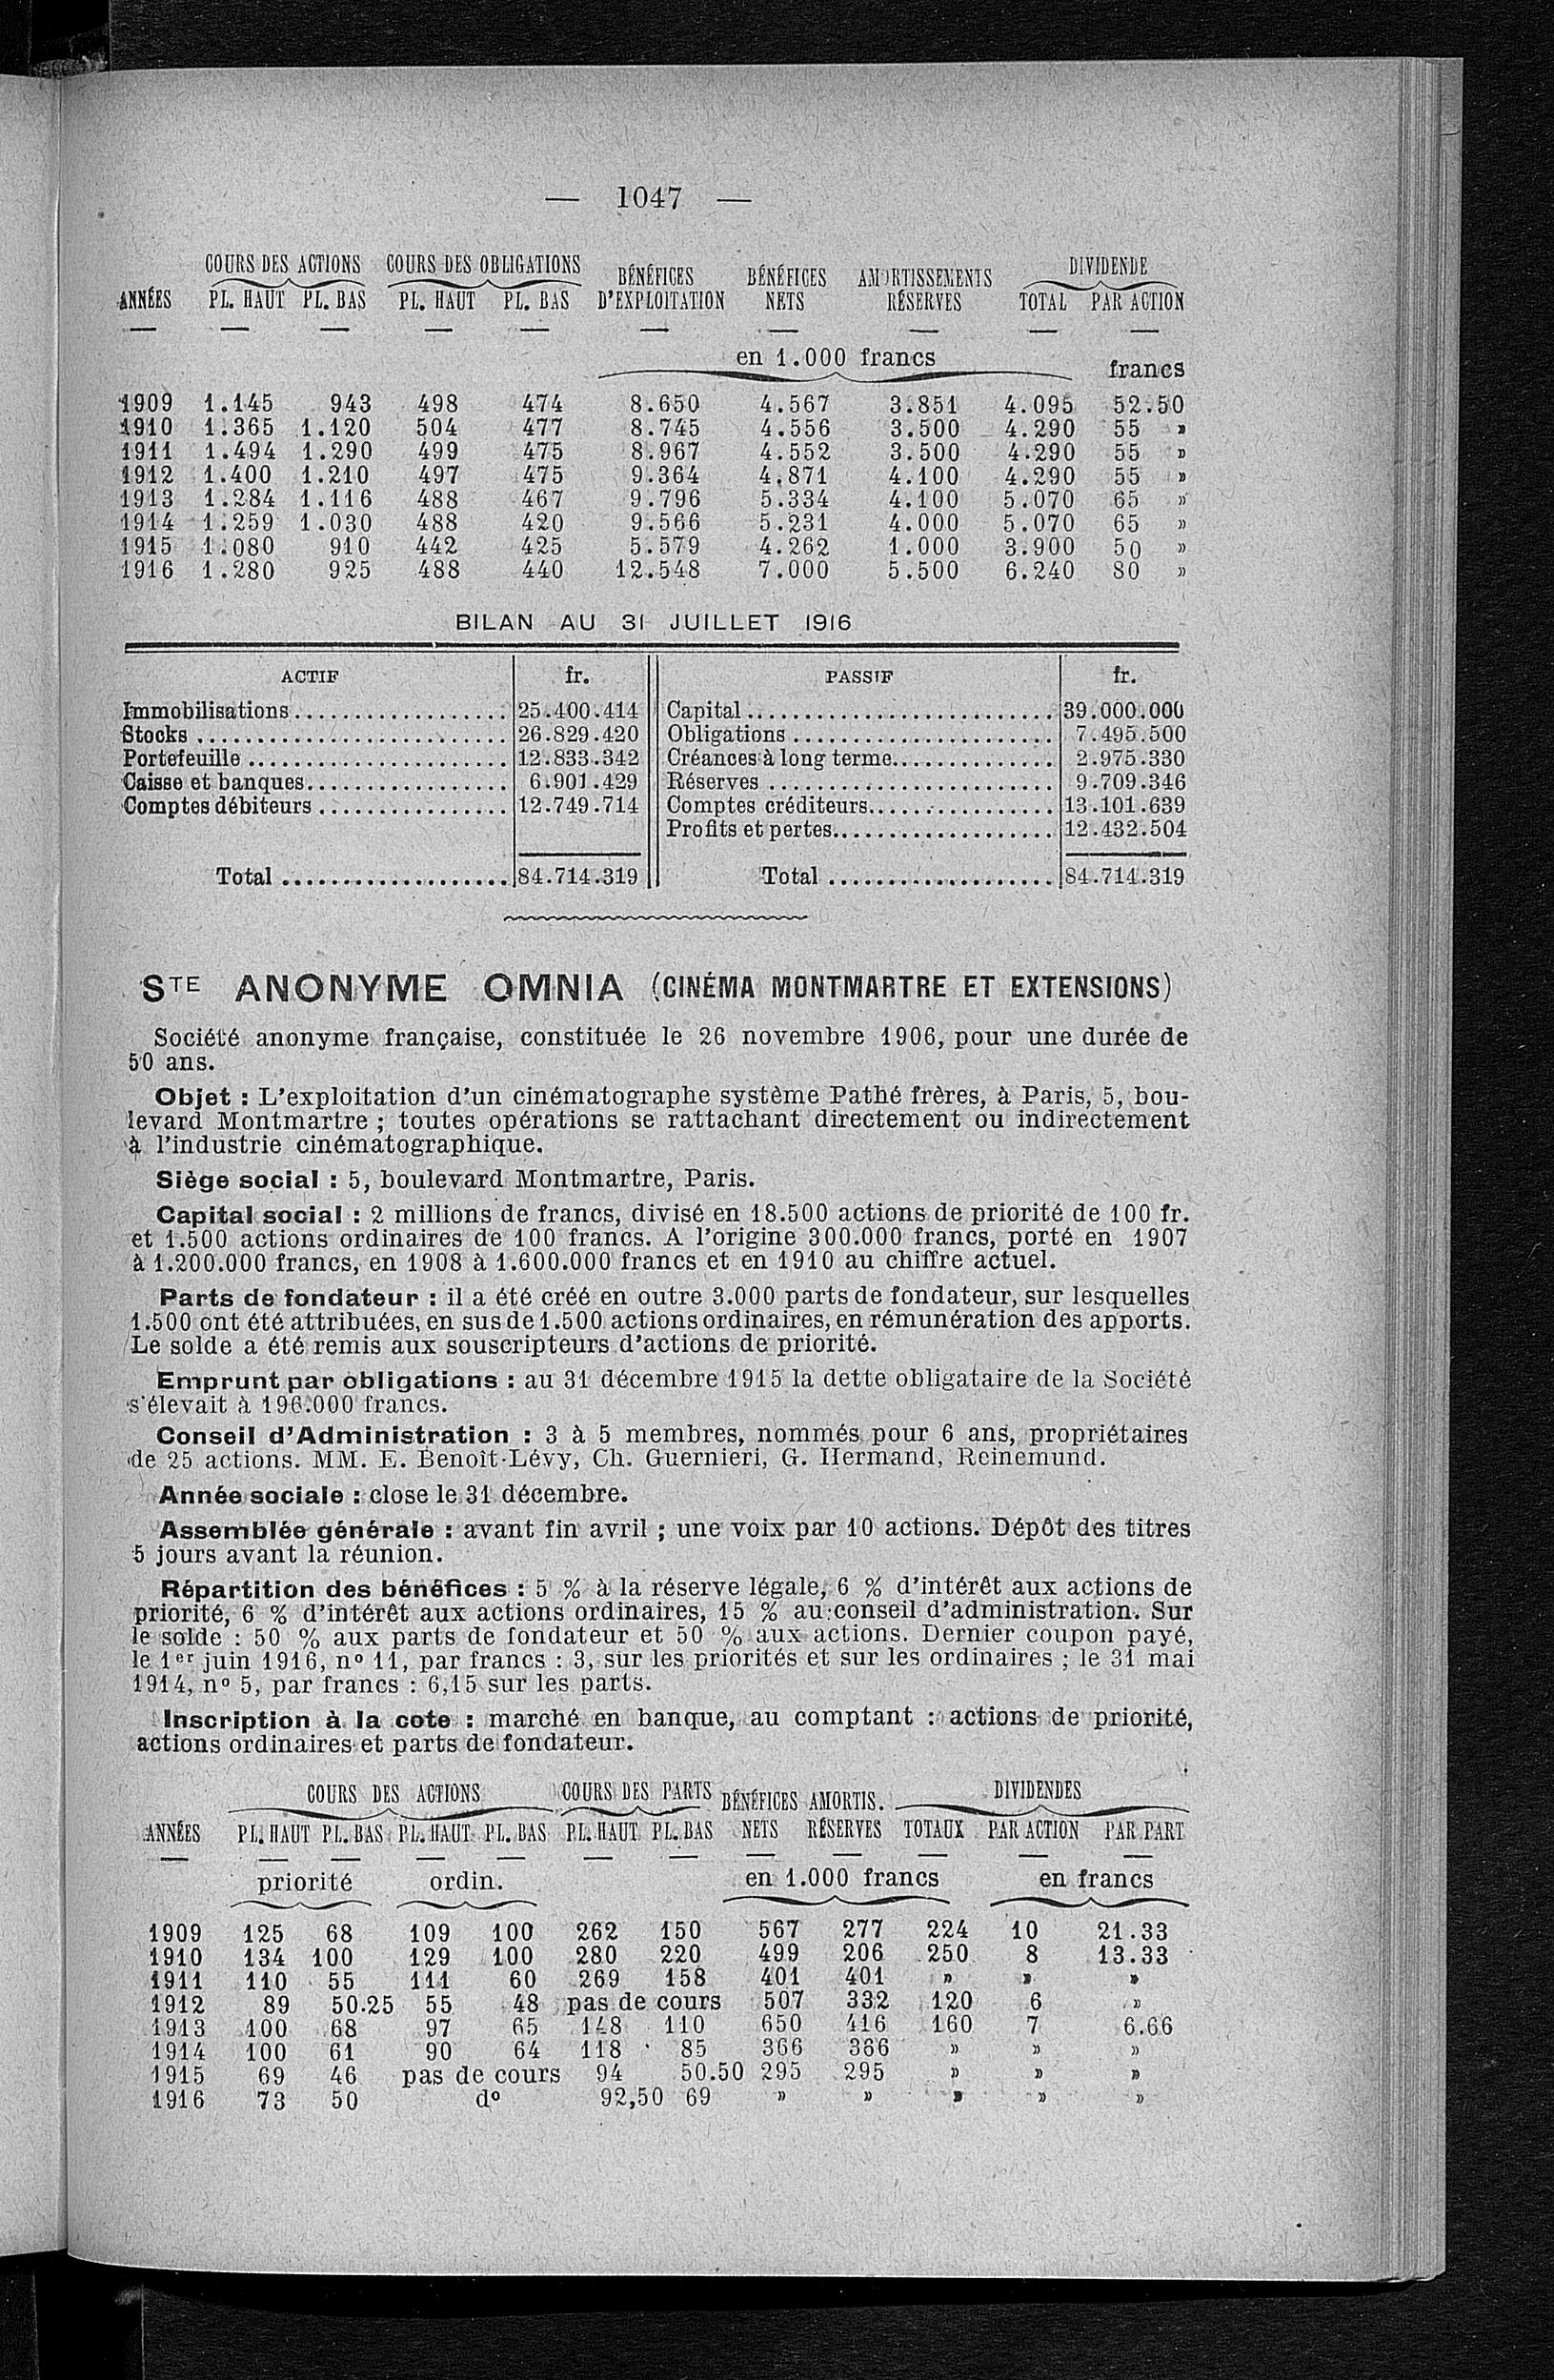 — 1047 —
COURS DES ACTIONS COURS DES OBLIGATIONS BÉNÉFICES BÉNÉFICES AMORTISSEMENTS DIVIDENDE
ANNÉES PL. HAUT PL. BAS PL. HAUT PL. BAS D'EXPLOITATION NETS RÉSERVES TOTAL PAR ACTION
en 1.000 francs francs
1909 1.145 943 498 474 8.650 4.567 3.851 4.095 52.50
1910 1.365 1.120 504 477 8.745 4.556 3.500 4.290 55 »
1911 1.494 1.290 499 475 8.967 4.552 3.500 4.290 55 »
1912 1.400 1.210 497 475 9.364 4.871 4.100 4.290 55 »
1913 1.284 1.116 488 467 9.796 5.334 4.100 5.070 65 »
1914 1.259 1.030 488 420 9.566 5.231 4.000 5.070 65 »
1915 1.080 910 442 425 5.579 4.262 1.000 3.900 50 »
1916 1.280 925 488 440 12.548 7.000 5.500 6.240 80 »
BILAN AU 31 JUILLET 1916
ACTIF fr. PASSIF fr.
Immobilisations.................. 25.400.414 Capital.......................... 39.000.000
Stocks .......................... 26.829.420 Obligations ...................... 7.495.500
Portefeuille ...................... 12.833.342 Créances à long terme.............. 2.975.330
Caisse et banques................. 6.901.429 Réserves ........................ 9.709.346
Comptes débiteurs ................ 12.749.714 Comptes créditeurs................ 13.101.639
Profits et pertes................... 12.432.504
Total ................... 84.714.319 Total ................... 84.714.319
STE ANONYME OMNIA (CINÉMA MONTMARTRE ET EXTENSIONS)
Société anonyme française, constituée le 26 novembre 1906, pour une durée de
50 ans.
Objet : L'exploitation d'un cinématographe système Pathé frères, à Paris, 5, bou-
levard Montmartre ; toutes opérations se rattachant directement ou indirectement
à l'industrie cinématographique.
Siège social : 5, boulevard Montmartre, Paris.
Capital social : 2 millions de francs, divisé en 18.500 actions de priorité de 100 fr.
et 1.500 actions ordinaires de 100 francs. A l'origine 300.000 francs, porté en 1907
à 1.200.000 francs, en 1908 à 1.600.000 francs et en 1910 au chiffre actuel.
Parts de fondateur : il a été créé en outre 3.000 parts de fondateur, sur lesquelles
1.500 ont été attribuées, en sus de 1.500 actions ordinaires, en rémunération des apports.
Le solde a été remis aux souscripteurs d'actions de priorité.
Emprunt par obligations : au 31 décembre 1915 la dette obligataire de la Société
s'élevait à 196.000 francs.
Conseil d'Administration : 3 à 5 membres, nommés pour 6 ans, propriétaires
de 25 actions. MM. E. Benoît-Lévy, Ch. Guernieri, G. Hermand, Reinemund.
Année sociale : close le 31 décembre.
Assemblée générale : avant fin avril ; une voix par 10 actions. Dépôt des titres
5 jours avant la réunion.
Répartition des bénéfices : 5 % à la réserve légale, 6 % d'intérêt aux actions de
priorité, 6 % d'intérêt aux actions ordinaires, 15 % au conseil d'administration. Sur
le solde : 50 % aux parts de fondateur et 50 % aux actions. Dernier coupon payé,
le 1er juin 1916, nº 11, par francs : 3, sur les priorités et sur les ordinaires ; le 31 mai
1914, nº 5, par francs : 6,15 sur les parts.
Inscription à la cote : marché en banque, au comptant : actions de priorité,
actions ordinaires et parts de fondateur.
COURS DES ACTIONS COURS DES PARTS BÉNÉFICES AMORTIS. DIVIDENDES
ANNÉES PL. HAUT PL. BAS PL. HAUT PL. BAS PL. HAUT PL. BAS NETS RÉSERVES TOTAUX PAR ACTION PAR PART
priorité ordin. en 1.000 francs en francs
1909 125 68 109 100 262 150 567 277 224 10 21.33
1910 134 100 129 100 280 220 499 206 250 8 13.33
1911 110 55 111 60 269 158 401 401 » » »
1912 89 50.25 55 48 pas de cours 507 332 120 6 »
1913 100 68 97 65 148 110 650 416 160 7 6.66
1914 100 61 90 64 118 85 366 366 » » »
1915 69 46 pas de cours 94 50.50 295 295 » » »
1916 73 50 dº 92,50 69 » » » » »